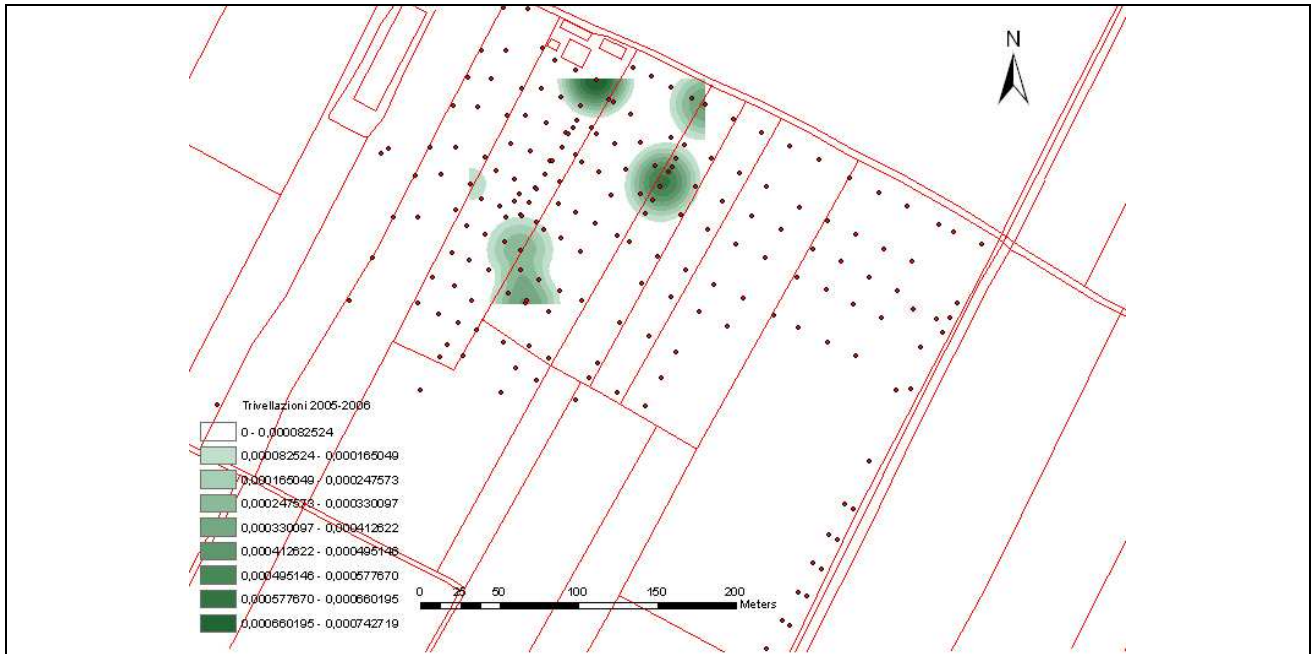 N
Trivellazioni 2005-2006
0 - 0,000082524
0,000082524 - 0,000165049
0,000165049 - 0,000247573
0,000247573 - 0,000330097
0,000330097 - 0,000412622
0,000412622 - 0,000495146
0,000495146 - 0,000577670
0,000577670 - 0,000660195
0,000660195 - 0,000742719
0 25 50 100 150 200
Meters